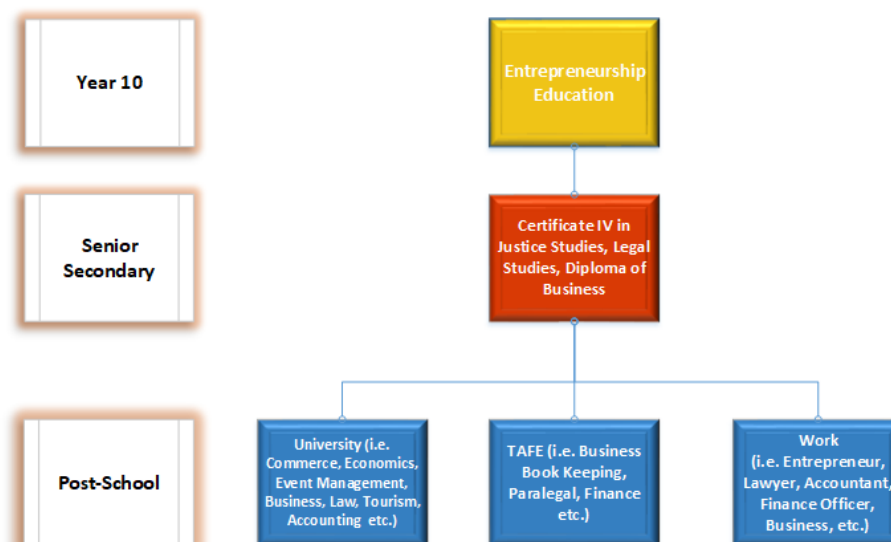 Year 10
Entrepreneurship
Education
Senior
Secondary
Certificate IV in
Justice Studies, Legal
Studies, Diploma of
Business
Post-School
University (i.e.
Commerce, Economics,
Event Management,
Business, Law, Tourism,
Accounting etc.)
TAFE (i.e. Business
Book Keeping,
Paralegal, Finance
etc.)
Work
(i.e. Entrepreneur,
Lawyer, Accountant,
Finance Officer,
Business, etc.)